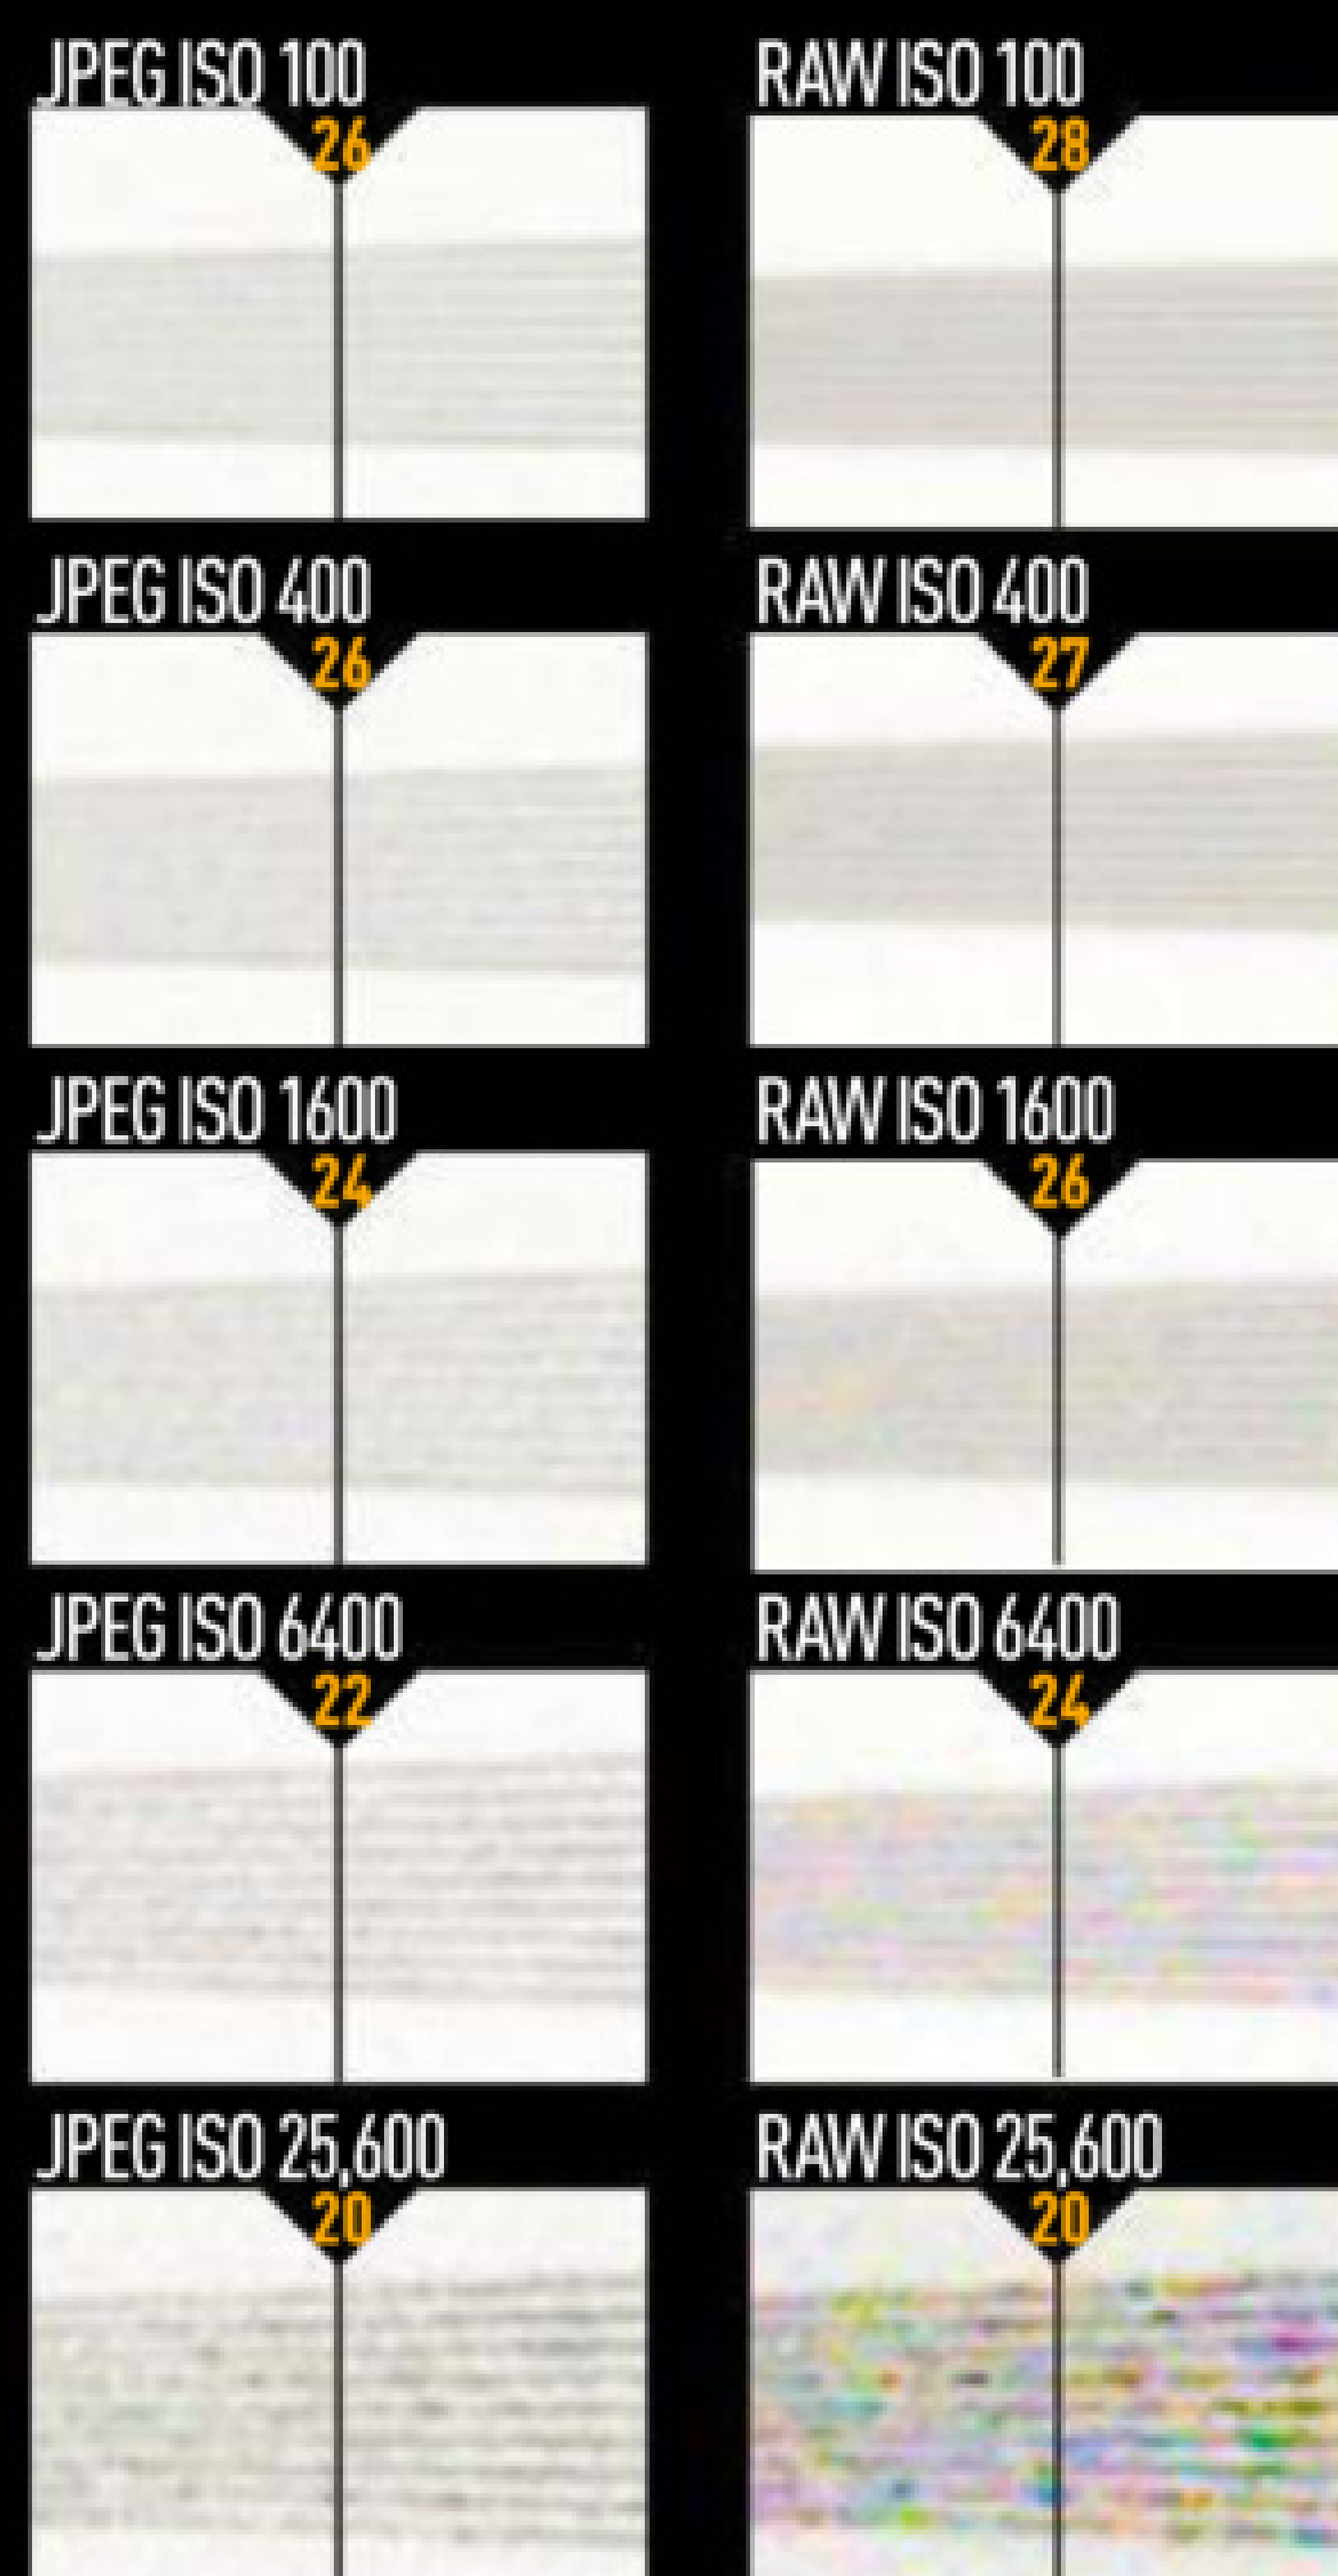 JPEG ISO 100
26
RAW ISO 100
28
JPEG ISO 400
26
RAW ISO 400
27
JPEG ISO 1600
24
RAW ISO 1600
26
JPEG ISO 6400
22
RAW ISO 6400
24
JPEG ISO 25,600
20
RAW ISO 25,600
20